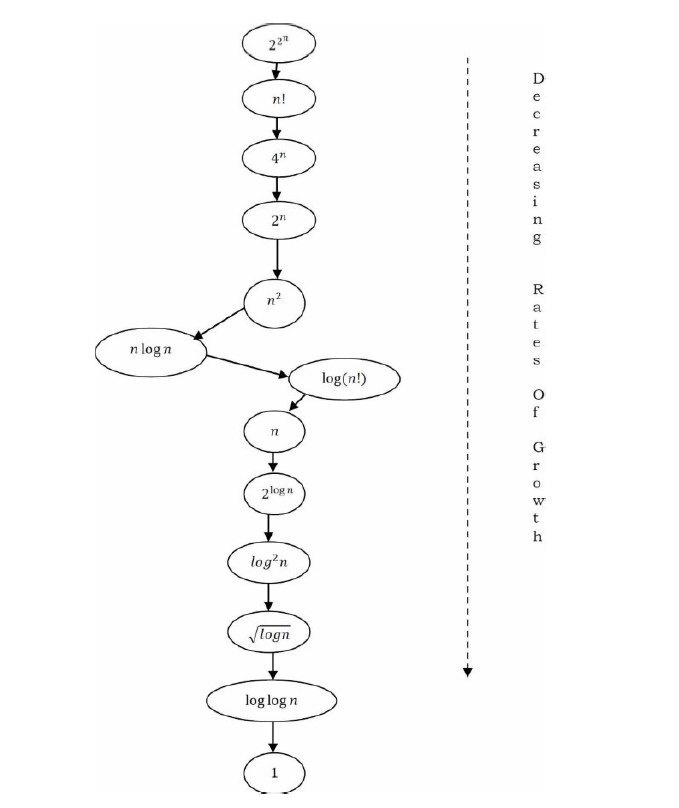 2^{2^n}
n!
4^n
2^n
n^2
n log n
log(n!)
n
2^{log n}
log^2 n
√logn
log log n
1
Decreasing Rates Of Growth